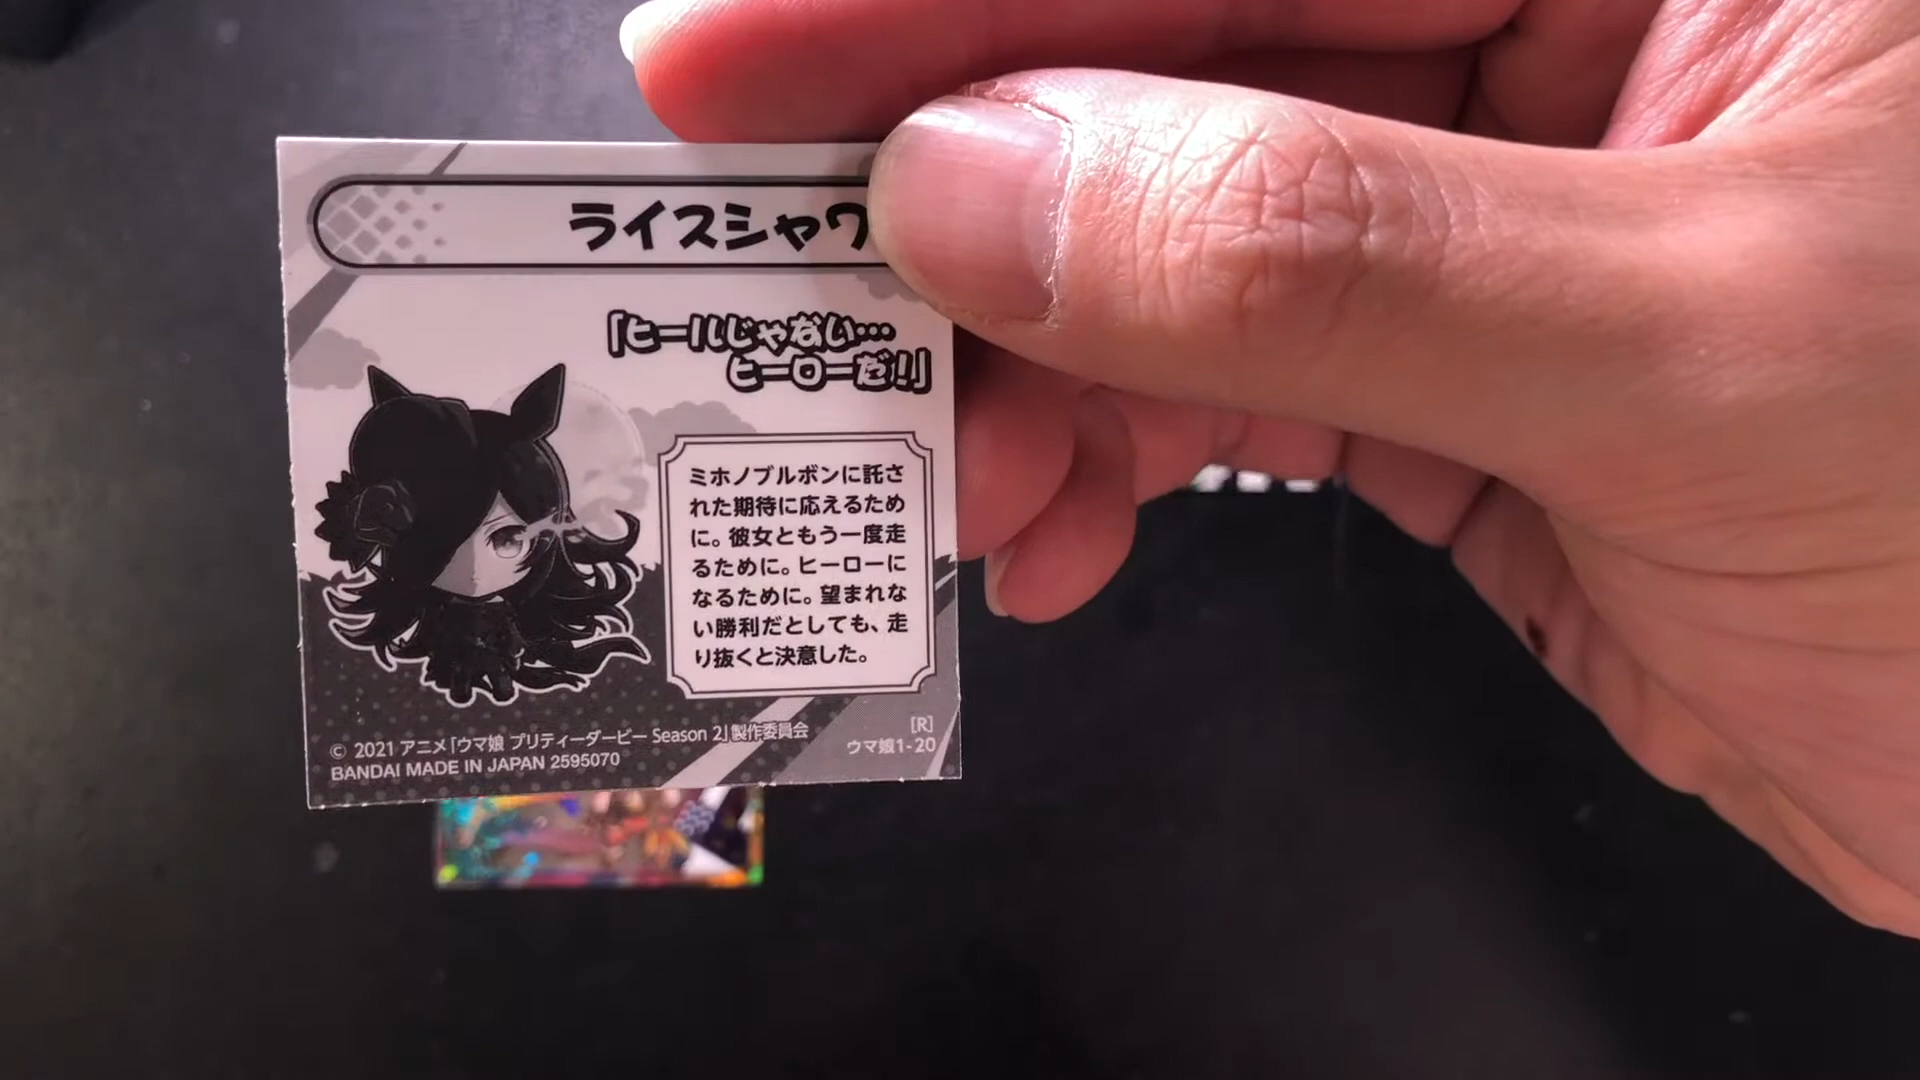 ライスシャワ
「ヒールじゃない…
ヒーローだ!!」
ミホノブルボンに託さ
れた期待に応えるため
に。彼女ともう一度走
るために。ヒーローに
なるために。望まれな
い勝利だとしても、走
り抜くと決意した。
© 2021 アニメ「ウマ娘 プリティーダービー Season 2」製作委員会
BANDAI MADE IN JAPAN 2595070
[R]
ウマ娘1-20